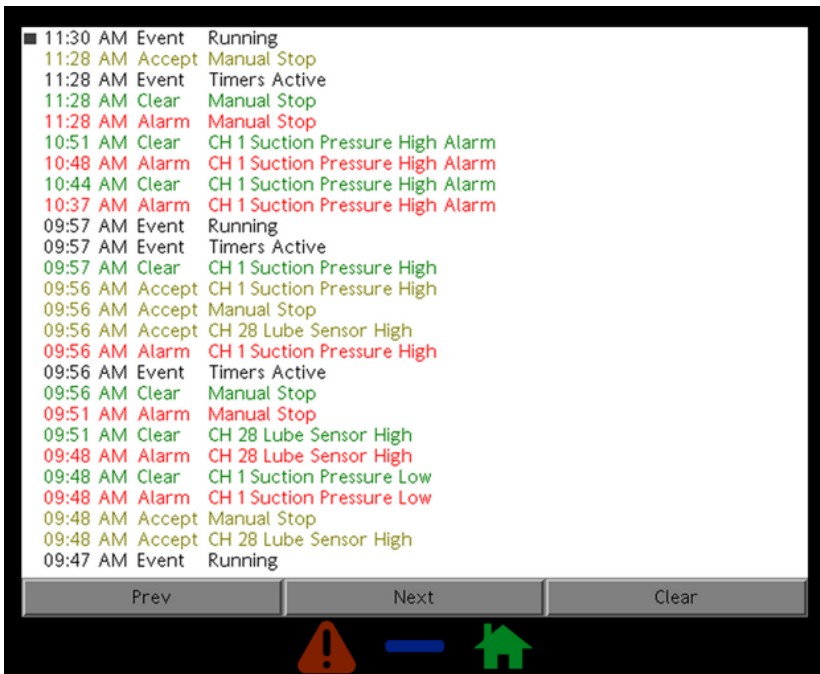 11:30 AM Event Running
11:28 AM Accept Manual Stop
11:28 AM Event Timers Active
11:28 AM Clear Manual Stop
11:28 AM Alarm Manual Stop
10:51 AM Clear CH 1 Suction Pressure High Alarm
10:48 AM Alarm CH 1 Suction Pressure High Alarm
10:44 AM Clear CH 1 Suction Pressure High Alarm
10:37 AM Alarm CH 1 Suction Pressure High Alarm
09:57 AM Event Running
09:57 AM Event Timers Active
09:57 AM Clear CH 1 Suction Pressure High
09:56 AM Accept CH 1 Suction Pressure High
09:56 AM Accept Manual Stop
09:56 AM Accept CH 28 Lube Sensor High
09:56 AM Alarm CH 1 Suction Pressure High
09:56 AM Event Timers Active
09:56 AM Clear Manual Stop
09:51 AM Alarm Manual Stop
09:51 AM Clear CH 28 Lube Sensor High
09:48 AM Alarm CH 28 Lube Sensor High
09:48 AM Clear CH 1 Suction Pressure Low
09:48 AM Alarm CH 1 Suction Pressure Low
09:48 AM Accept Manual Stop
09:48 AM Accept CH 28 Lube Sensor High
09:47 AM Event Running
Prev Next Clear